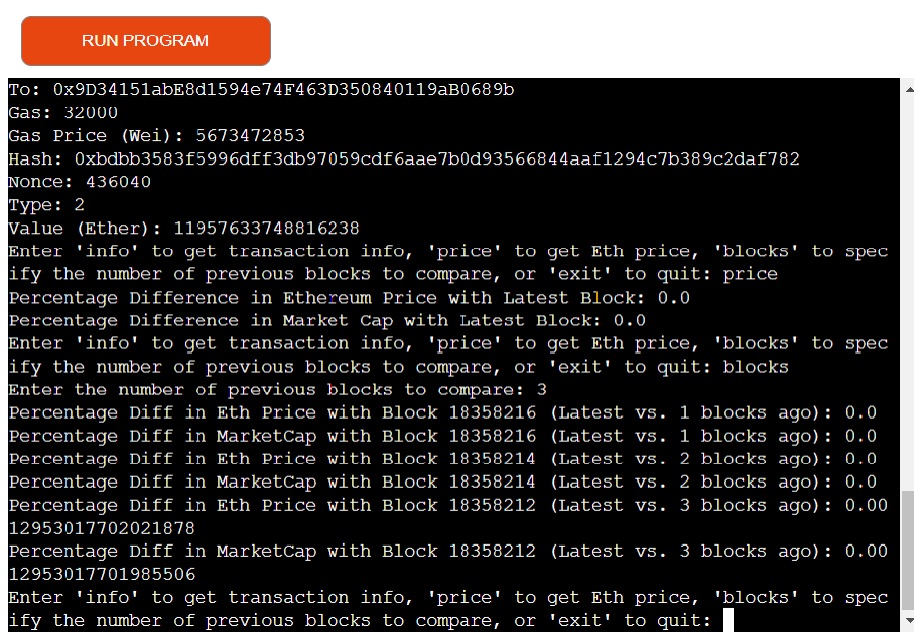 RUN PROGRAM
To: 0x9D34151abE8d1594e74F463D350840119aB0689b
Gas: 32000
Gas Price (Wei): 5673472853
Hash: 0xbdbb3583f5996dff3db97059cdf6aae7b0d93566844aaf1294c7b389c2daf782
Nonce: 436040
Type: 2
Value (Ether): 11957633748816238
Enter 'info' to get transaction info, 'price' to get Eth price, 'blocks' to spec
ify the number of previous blocks to compare, or 'exit' to quit: price
Percentage Difference in Ethereum Price with Latest Block: 0.0
Percentage Difference in Market Cap with Latest Block: 0.0
Enter 'info' to get transaction info, 'price' to get Eth price, 'blocks' to spec
ify the number of previous blocks to compare, or 'exit' to quit: blocks
Enter the number of previous blocks to compare: 3
Percentage Diff in Eth Price with Block 18358216 (Latest vs. 1 blocks ago): 0.0
Percentage Diff in MarketCap with Block 18358216 (Latest vs. 1 blocks ago): 0.0
Percentage Diff in Eth Price with Block 18358214 (Latest vs. 2 blocks ago): 0.0
Percentage Diff in MarketCap with Block 18358214 (Latest vs. 2 blocks ago): 0.0
Percentage Diff in Eth Price with Block 18358212 (Latest vs. 3 blocks ago): 0.00
12953017702021878
Percentage Diff in MarketCap with Block 18358212 (Latest vs. 3 blocks ago): 0.00
12953017701985506
Enter 'info' to get transaction info, 'price' to get Eth price, 'blocks' to spec
ify the number of previous blocks to compare, or 'exit' to quit: